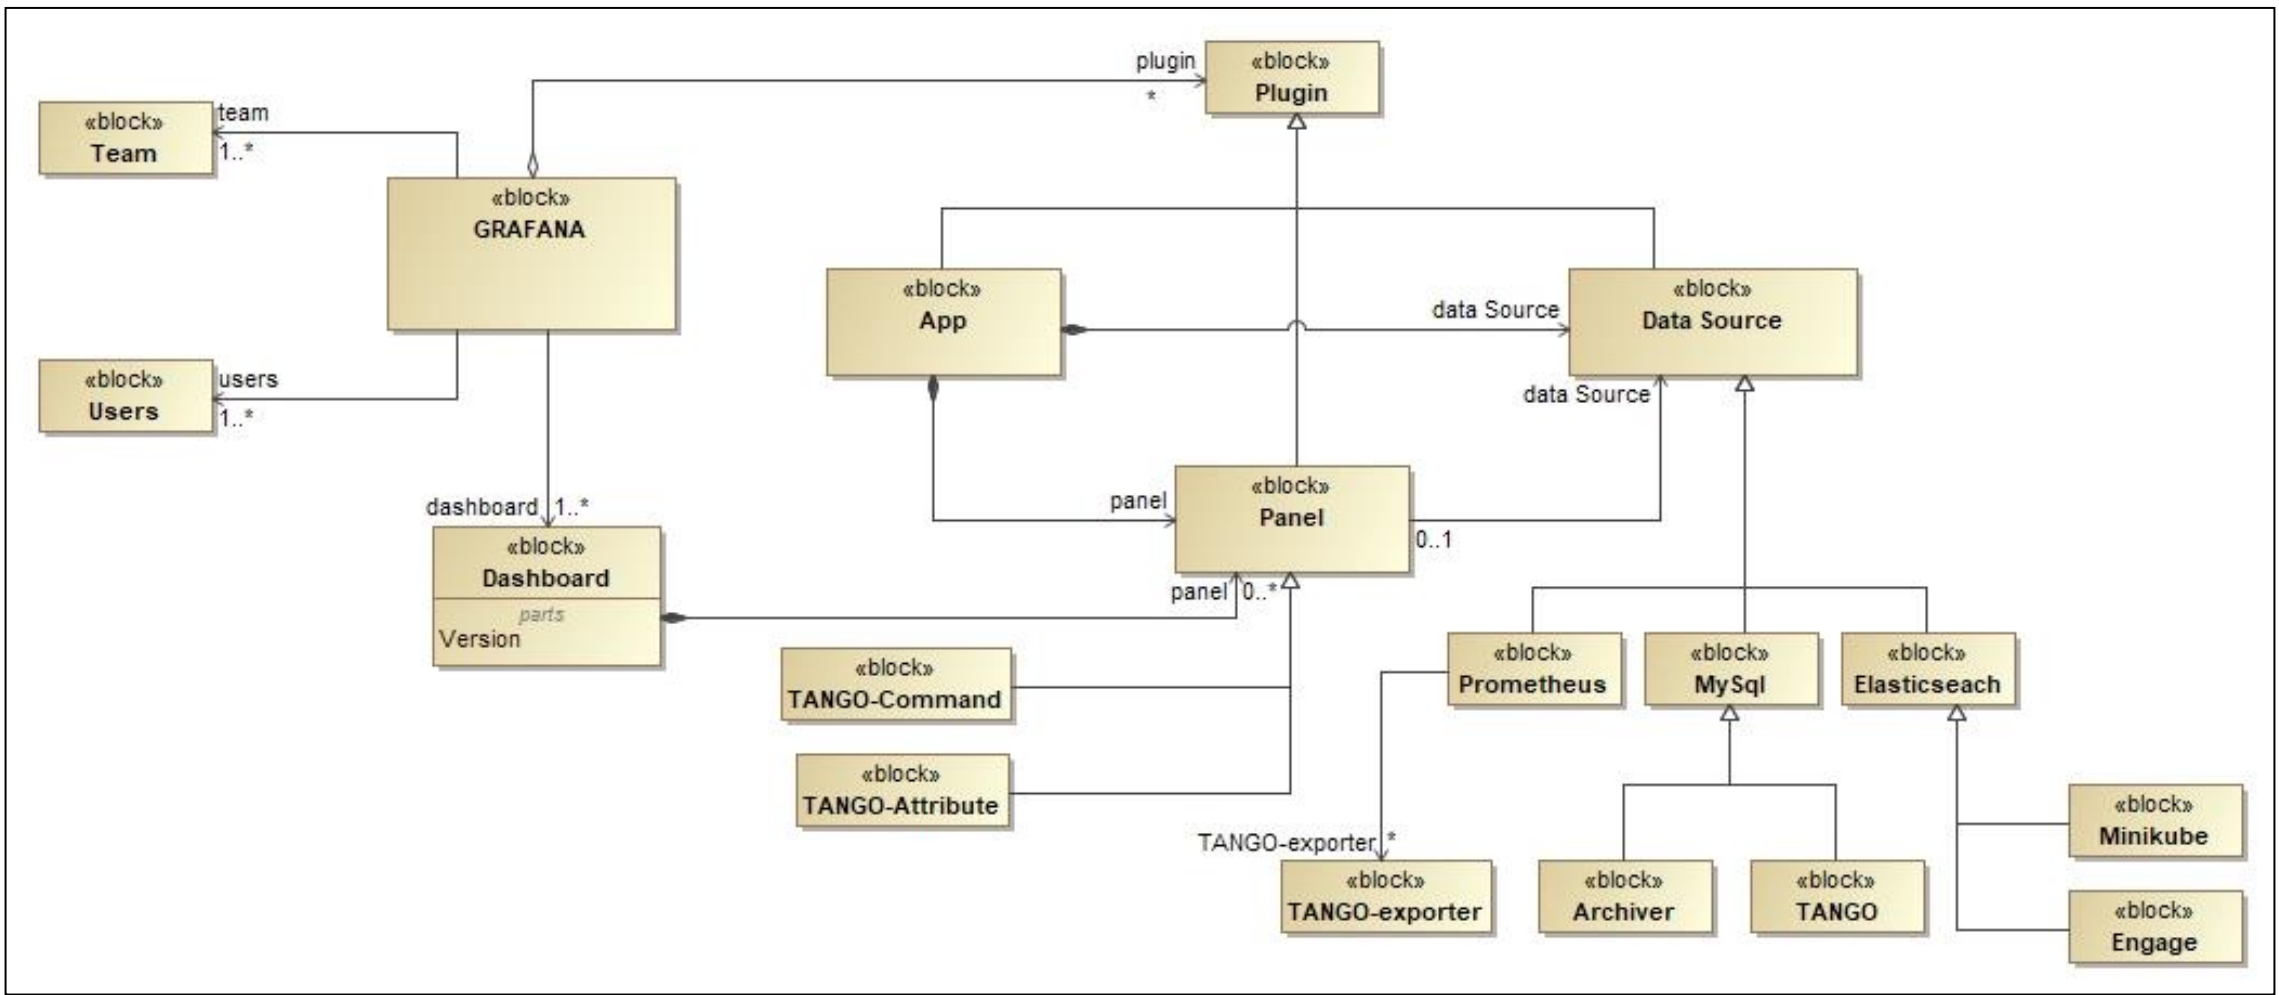 plugin
*
«block»
Plugin
«block»
Team
team
1..*
«block»
GRAFANA
«block»
App
data Source
«block»
Data Source
«block»
Users
users
1..*
data Source
dashboard 1..*
panel
«block»
Panel
0..1
«block»
Dashboard
parts
Version
panel 0..*
«block»
TANGO-Command
«block»
Prometheus
«block»
MySql
«block»
Elasticseach
«block»
TANGO-Attribute
TANGO-exporter *
«block»
TANGO-exporter
«block»
Archiver
«block»
TANGO
«block»
Minikube
«block»
Engage